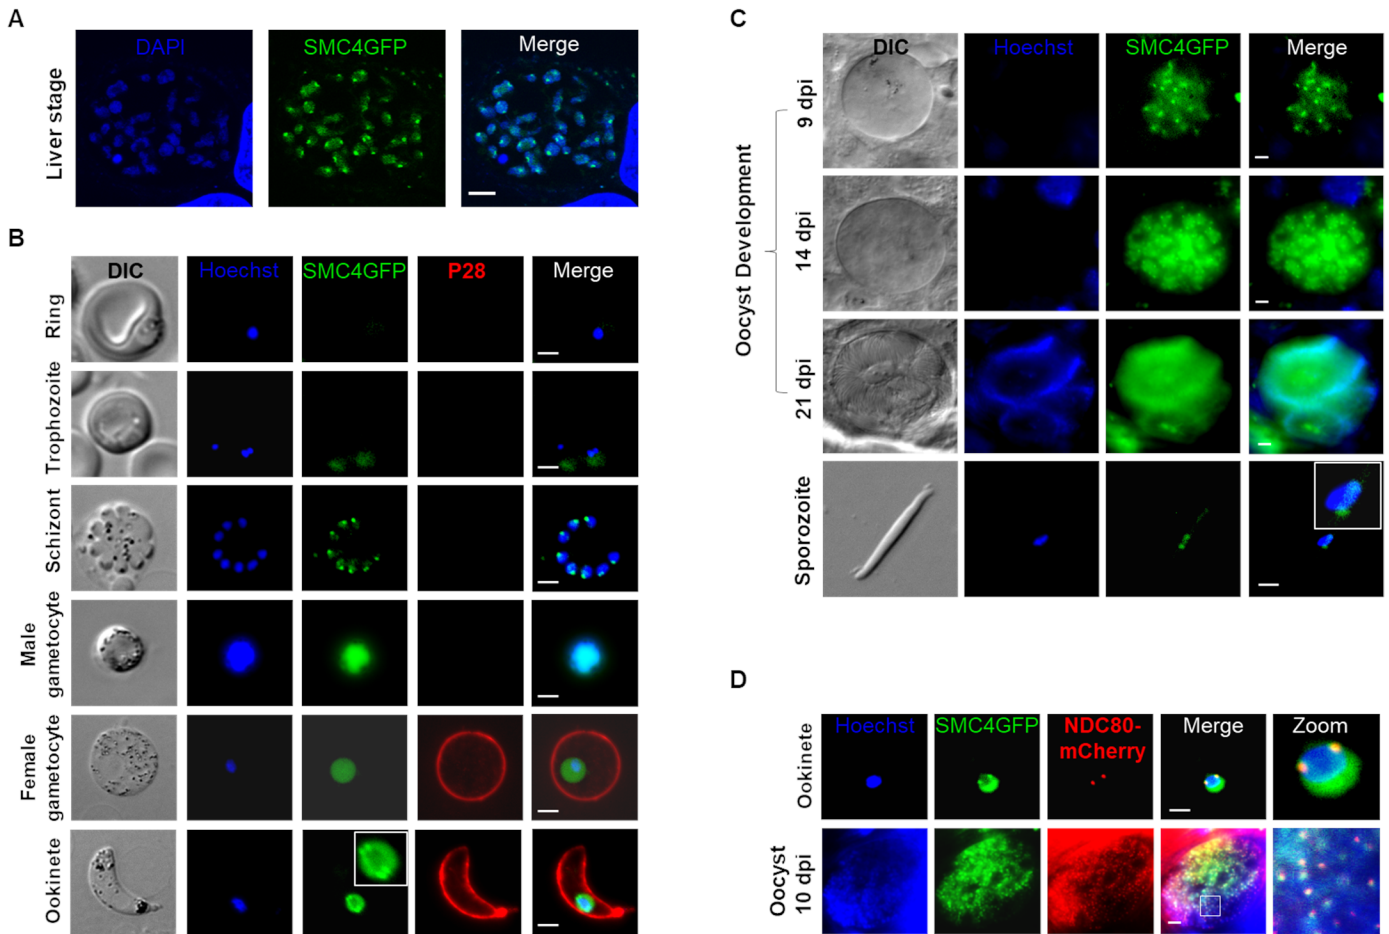 A
DAPI
SMC4GFP
Merge
Liver stage
B
DIC
Hoechst
SMC4GFP
P28
Merge
Ring
Trophozoite
Schizont
Male
gametocyte
Female
gametocyte
Ookinete
C
DIC
Hoechst
SMC4GFP
Merge
Oocyst Development
9 dpi
14 dpi
21 dpi
Sporozoite
D
Hoechst
SMC4GFP
NDC80-
mCherry
Merge
Zoom
Ookinete
Oocyst
10 dpi